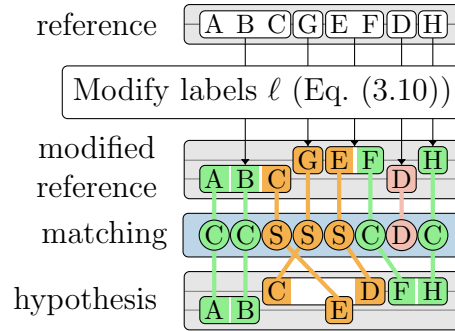 reference A B C G E F D H
Modify labels ℓ (Eq. (3.10))
modified G E F H
reference A B C D
matching C C S S S C D C
C D F H
hypothesis
A B E